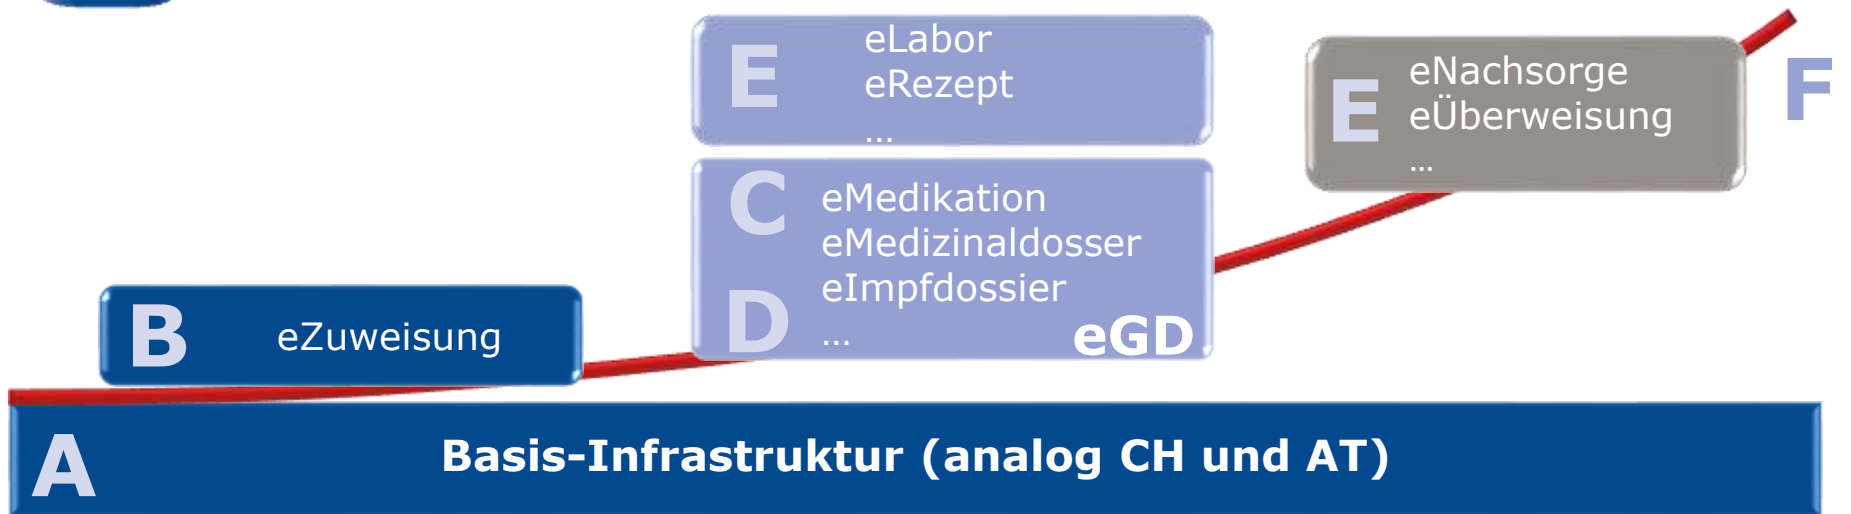 E
eLabor
eRezept
…
E
eNachsorge
eÜberweisung
…
F
C
D
eMedikation
eMedizinaldosser
eImpfdossier
…
eGD
B
eZuweisung
A
Basis-Infrastruktur (analog CH und AT)